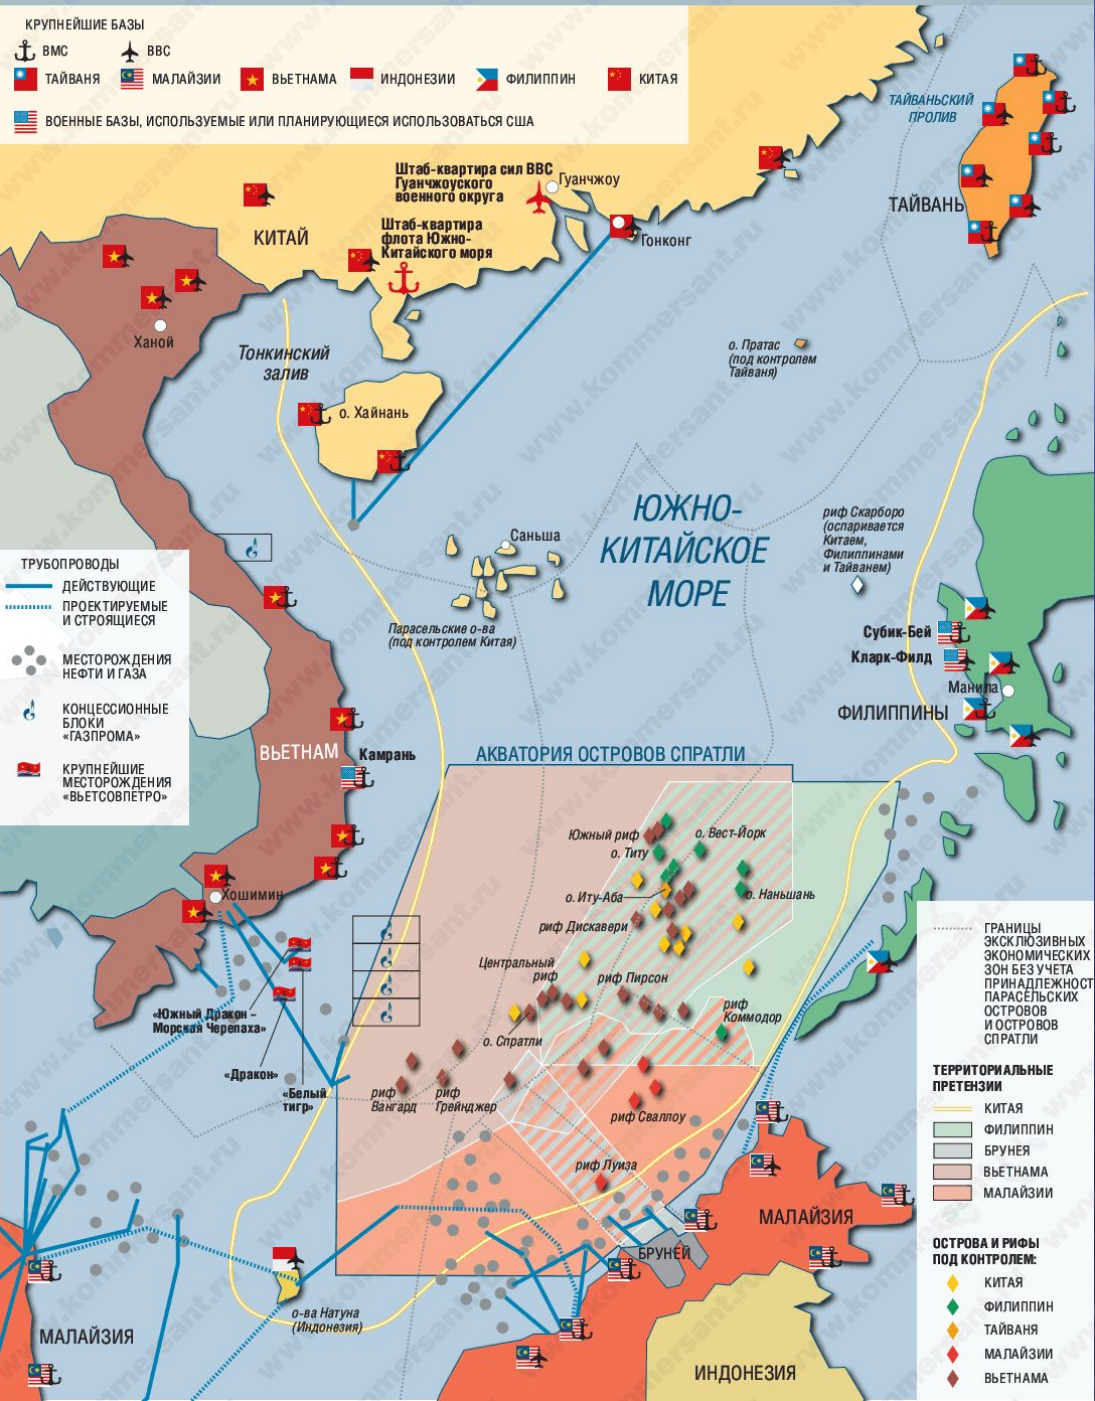 КРУПНЕЙШИЕ БАЗЫ
ВМС
ВВС
ТАЙВАНЯ
МАЛАЙЗИИ
ВЬЕТНАМА
ИНДОНЕЗИИ
ФИЛИППИН
КИТАЯ
ВОЕННЫЕ БАЗЫ, ИСПОЛЬЗУЕМЫЕ ИЛИ ПЛАНИРУЮЩИЕСЯ ИСПОЛЬЗОВАТЬСЯ США
ТАЙВАНЬСКИЙ
ПРОЛИВ
ТАЙВАНЬ
Штаб-квартира сил ВВС
Гуанчжоуского
военного округа
Гуанчжоу
Штаб-квартира
флота Южно-
Китайского моря
Гонконг
КИТАЙ
Ханой
Тонкинский
залив
о. Хайнань
о. Пратас
(под контролем
Тайваня)
ЮЖНО-
КИТАЙСКОЕ
МОРЕ
риф Скарборо
(оспаривается
Китаем,
Филиппинами
и Тайванем)
Саньша
Парасельские о-ва
(под контролем Китая)
Субик-Бей
Кларк-Филд
Манила
ФИЛИППИНЫ
ТРУБОПРОВОДЫ
ДЕЙСТВУЮЩИЕ
ПРОЕКТИРУЕМЫЕ
И СТРОЯЩИЕСЯ
МЕСТОРОЖДЕНИЯ
НЕФТИ И ГАЗА
КОНЦЕССИОННЫЕ
БЛОКИ
«ГАЗПРОМА»
КРУПНЕЙШИЕ
МЕСТОРОЖДЕНИЯ
«ВЬЕТСОВПЕТРО»
ВЬЕТНАМ
Камрань
Хошимин
АКВАТОРИЯ ОСТРОВОВ СПРАТЛИ
Южный риф
о. Вест-Йорк
о. Титу
о. Иту-Аба
о. Наньшань
риф Дискавери
Центральный
риф
риф Пирсон
риф
Коммодор
о. Спратли
риф
Вангард
риф
Грейнджер
риф Сваллоу
риф Луиза
«Южный Дракон –
Морская Черепаха»
«Дракон»
«Белый
тигр»
о-ва Натуна
(Индонезия)
МАЛАЙЗИЯ
БРУНЕЙ
МАЛАЙЗИЯ
ИНДОНЕЗИЯ
ГРАНИЦЫ
ЭКСКЛЮЗИВНЫХ
ЭКОНОМИЧЕСКИХ
ЗОН БЕЗ УЧЕТА
ПРИНАДЛЕЖНОСТ
ПАРАСЕЛЬСКИХ
ОСТРОВОВ
И ОСТРОВОВ
СПРАТЛИ
ТЕРРИТОРИАЛЬНЫЕ
ПРЕТЕНЗИИ
КИТАЯ
ФИЛИППИН
БРУНЕЯ
ВЬЕТНАМА
МАЛАЙЗИИ
ОСТРОВА И РИФЫ
ПОД КОНТРОЛЕМ:
КИТАЯ
ФИЛИППИН
ТАЙВАНЯ
МАЛАЙЗИИ
ВЬЕТНАМА
www.kommersant.ru